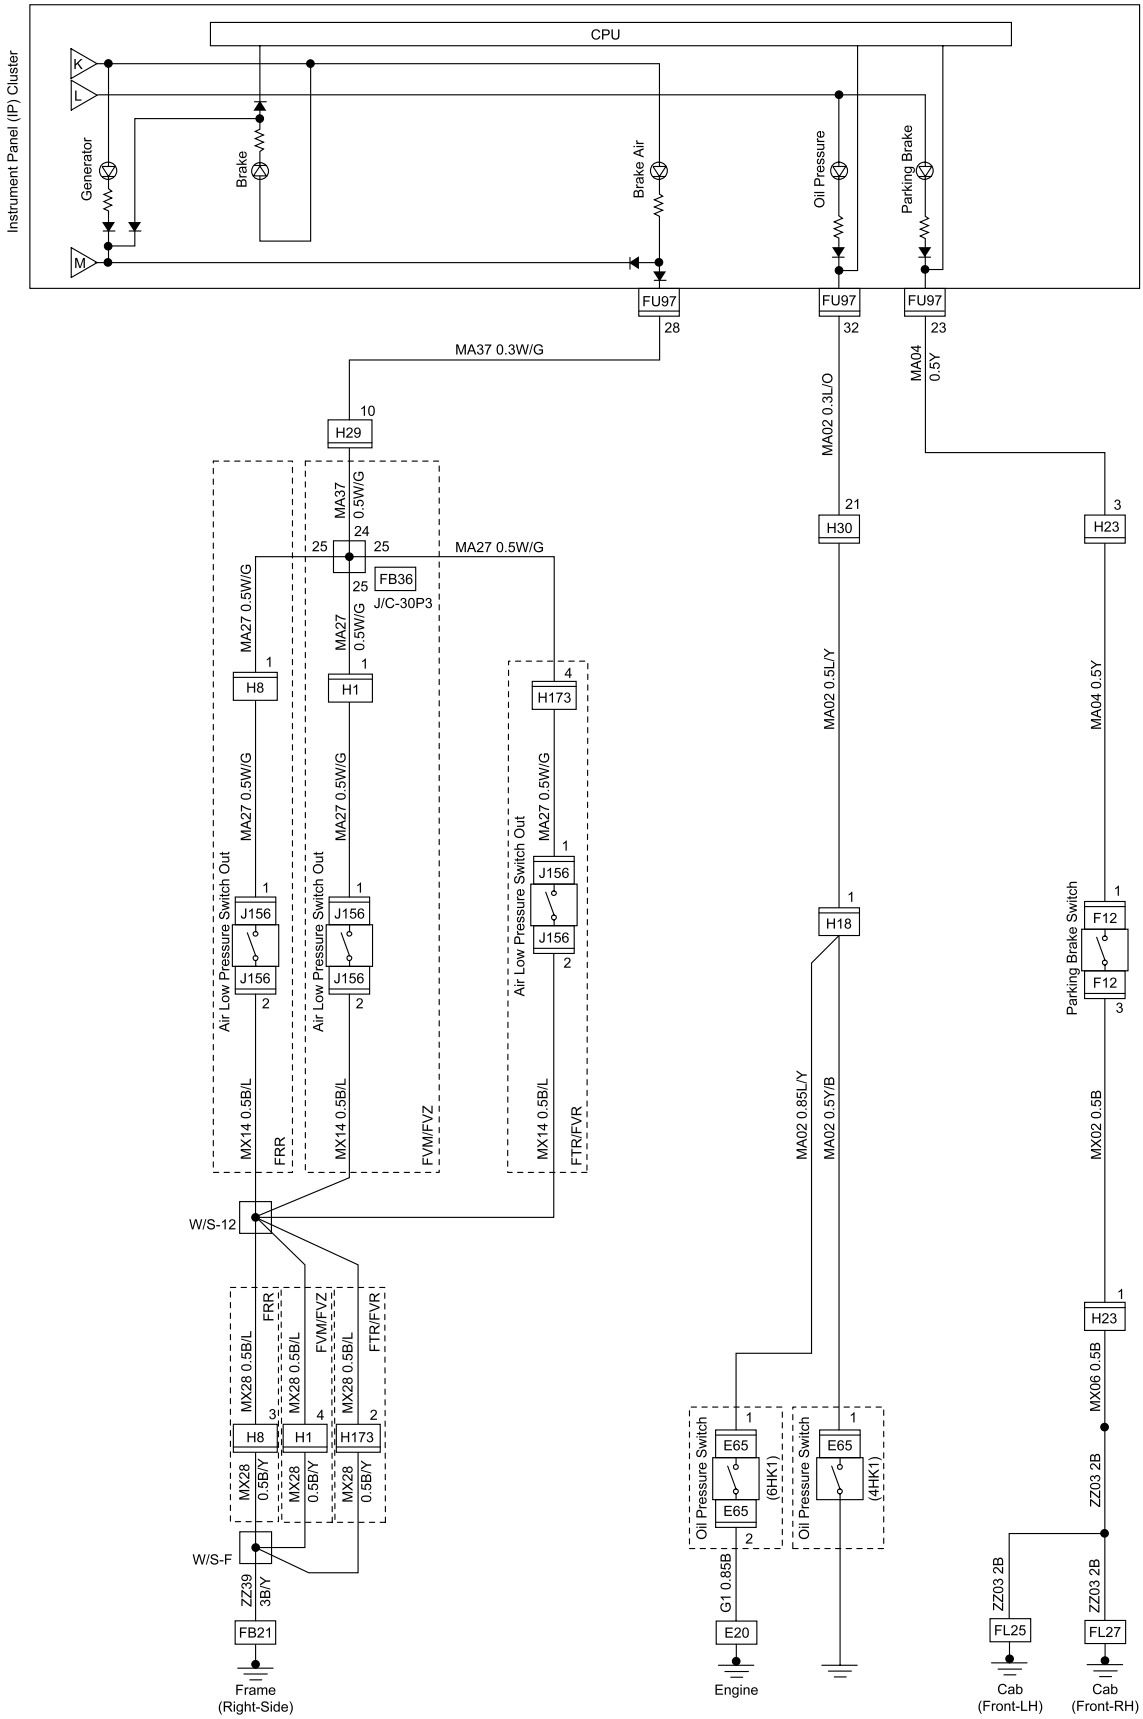 Instrument Panel (IP) Cluster
CPU
K
L
M
Generator
Brake
Brake Air
Oil Pressure
Parking Brake
FU97
28
FU97
32
FU97
23
MA37 0.3W/G
MA02 0.3L/O
MA04
0.5Y
10
H29
MA37
0.5W/G
24
25
25
25
FB36
J/C-30P3
MA27 0.5W/G
MA27 0.5W/G
MA27
0.5W/G
21
H30
3
H23
1
H8
1
H1
4
H173
MA27 0.5W/G
MA27 0.5W/G
MA27 0.5W/G
MA02 0.5L/Y
MA04 0.5Y
Air Low Pressure Switch Out
1
J156
J156
2
Air Low Pressure Switch Out
1
J156
J156
2
Air Low Pressure Switch Out
1
J156
J156
2
1
H18
Parking Brake Switch
1
F12
F12
3
MX14 0.5B/L
FRR
MX14 0.5B/L
FVM/FVZ
MX14 0.5B/L
FTR/FVR
MA02 0.85L/Y
MA02 0.5Y/B
MX02 0.5B
W/S-12
FRR
FVM/FVZ
FTR/FVR
MX28 0.5B/L
MX28 0.5B/L
MX28 0.5B/L
1
H23
MX06 0.5B
3
H8
4
H1
2
H173
MX28
0.5B/Y
MX28
0.5B/Y
MX28
0.5B/Y
Oil Pressure Switch
1
E65
E65
2
(6HK1)
Oil Pressure Switch
1
E65
(4HK1)
ZZ03 2B
W/S-F
ZZ39
3B/Y
G1 0.85B
ZZ03 2B
ZZ03 2B
FB21
E20
FL25
FL27
Frame
(Right-Side)
Engine
Cab
(Front-LH)
Cab
(Front-RH)